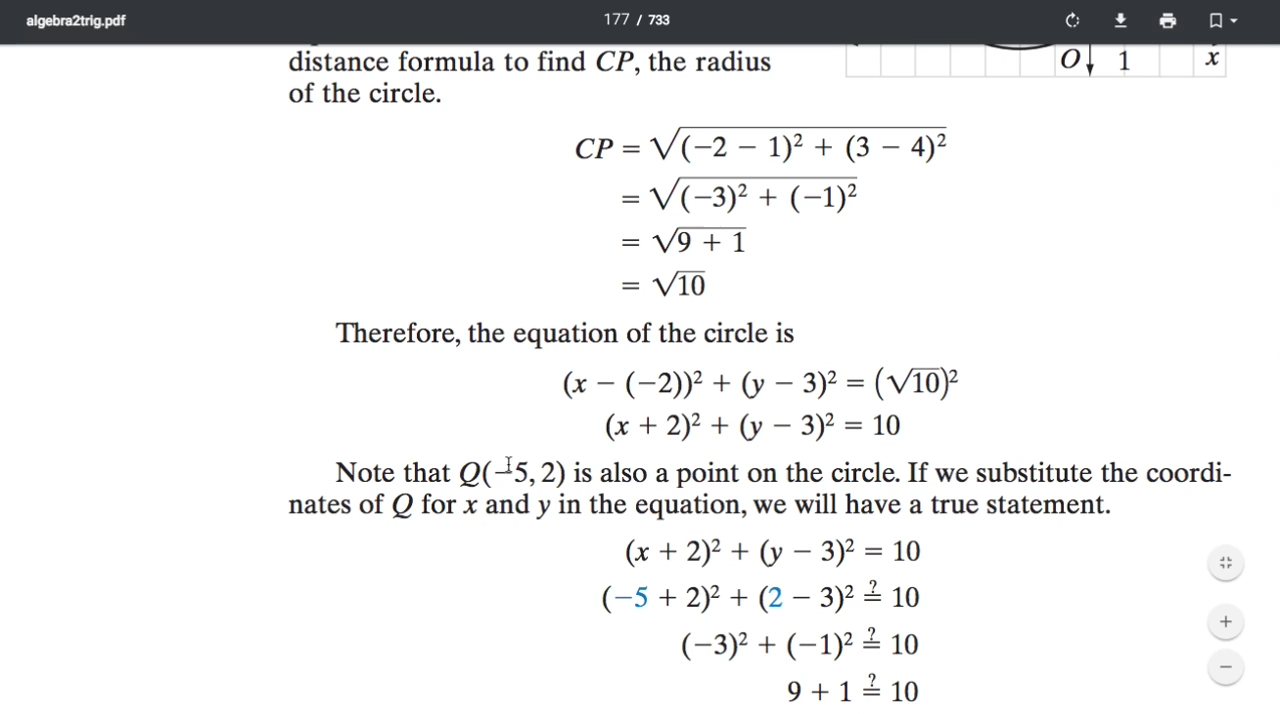 algebra2trig.pdf 177 / 733
distance formula to find CP, the radius
O 1 x
of the circle.
CP = √(−2 − 1)² + (3 − 4)²
= √(−3)² + (−1)²
= √9 + 1
= √10
Therefore, the equation of the circle is
(x − (−2))² + (y − 3)² = (√10)²
(x + 2)² + (y − 3)² = 10
Note that Q(−5, 2) is also a point on the circle. If we substitute the coordi-
nates of Q for x and y in the equation, we will have a true statement.
(x + 2)² + (y − 3)² = 10
(−5 + 2)² + (2 − 3)² ≟ 10
(−3)² + (−1)² ≟ 10
9 + 1 ≟ 10